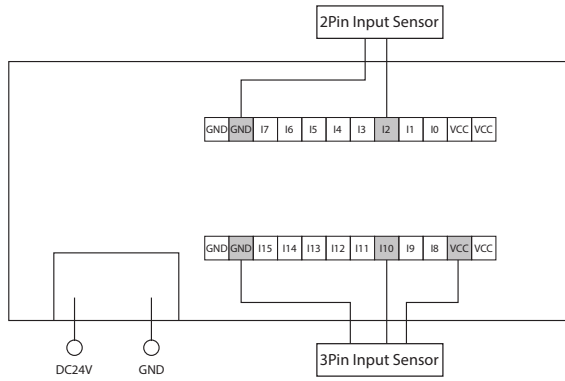 2Pin Input Sensor
GND GND I7 I6 I5 I4 I3 I2 I1 I0 VCC VCC
GND GND I15 I14 I13 I12 I11 I10 I9 I8 VCC VCC
3Pin Input Sensor
DC24V GND